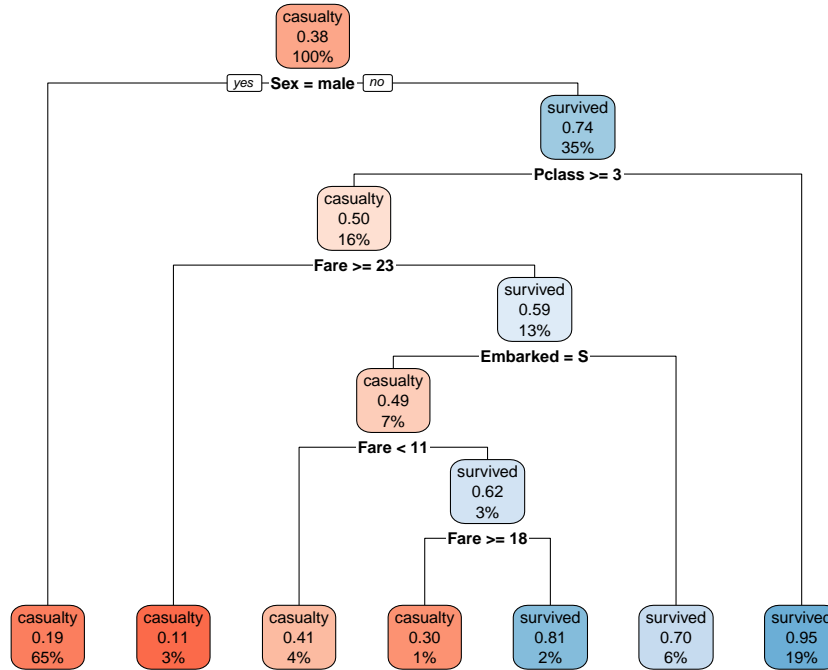 casualty
0.38
100%
yes Sex = male no
survived
0.74
35%
Pclass >= 3
casualty
0.50
16%
Fare >= 23
survived
0.59
13%
Embarked = S
casualty
0.49
7%
Fare < 11
survived
0.62
3%
Fare >= 18
casualty
0.19
65%
casualty
0.11
3%
casualty
0.41
4%
casualty
0.30
1%
survived
0.81
2%
survived
0.70
6%
survived
0.95
19%